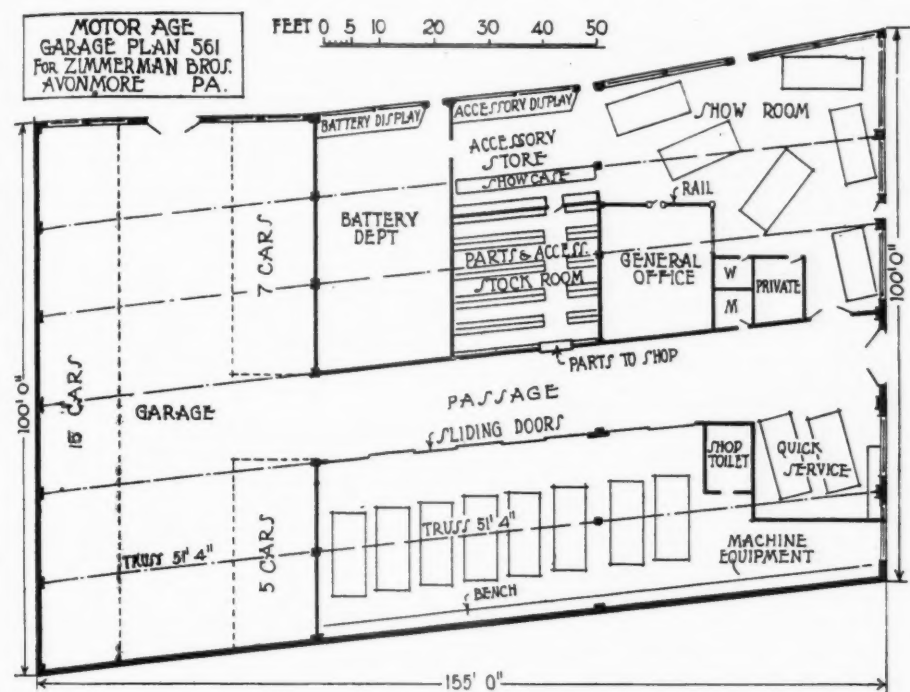 MOTOR AGE
GARAGE PLAN 561
FOR ZIMMERMAN BROS.
AVONMORE PA.
FEET 0 5 10 20 30 40 50
BATTERY DISPLAY
ACCESSORY DISPLAY
SHOW ROOM
ACCESSORY
STORE
SHOW CASE
RAIL
BATTERY
DEPT
PARTS & ACCESS.
STOCK ROOM
GENERAL
OFFICE
W
M
PRIVATE
7 CARS
100' 0"
100' 0"
PARTS TO SHOP
PASSAGE
GARAGE
15 CARS
SLIDING DOORS
SHOP
TOILET
QUICK
SERVICE
TRUSS 51' 4"
TRUSS 51' 4"
5 CARS
MACHINE
EQUIPMENT
BENCH
155' 0"